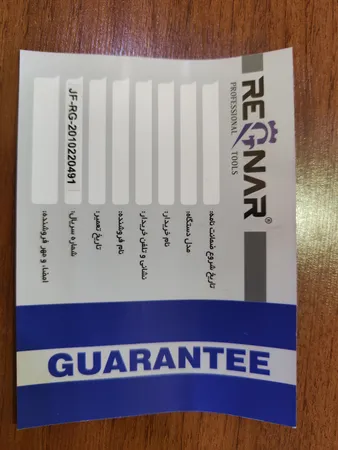 REGNAR®
PROFESSIONAL TOOLS
تاریخ شروع ضمانت نامه:
مدل دستگاه:
نام خریدار:
نشانی و تلفن خریدار:
نام فروشنده:
تاریخ تعمیر:
شماره سریال:
JF-RG-2010220491
امضاء و مهر فروشنده:
GUARANTEE